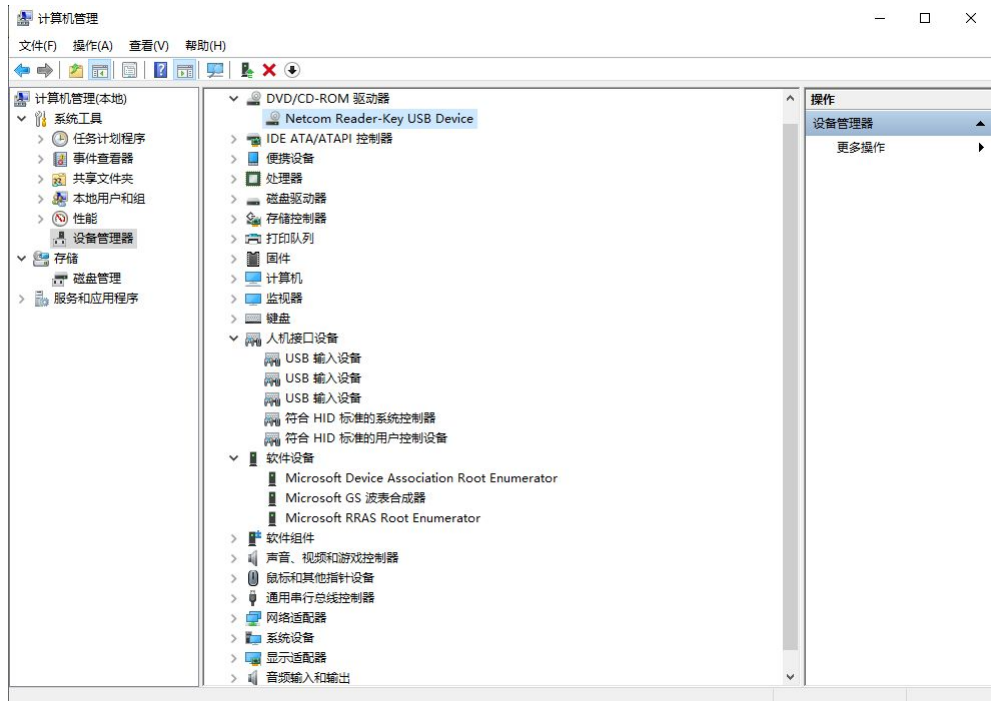 计算机管理
文件(F) 操作(A) 查看(V) 帮助(H)
计算机管理(本地)
系统工具
任务计划程序
事件查看器
共享文件夹
本地用户和组
性能
设备管理器
存储
磁盘管理
服务和应用程序
DVD/CD-ROM 驱动器
Netcom Reader-Key USB Device
IDE ATA/ATAPI 控制器
便携设备
处理器
磁盘驱动器
存储控制器
打印队列
固件
计算机
监视器
键盘
人机接口设备
USB 输入设备
USB 输入设备
USB 输入设备
符合 HID 标准的系统控制器
符合 HID 标准的用户控制设备
软件设备
Microsoft Device Association Root Enumerator
Microsoft GS 波表合成器
Microsoft RRAS Root Enumerator
软件组件
声音、视频和游戏控制器
鼠标和其他指针设备
通用串行总线控制器
网络适配器
系统设备
显示适配器
音频输入和输出
操作
设备管理器
更多操作